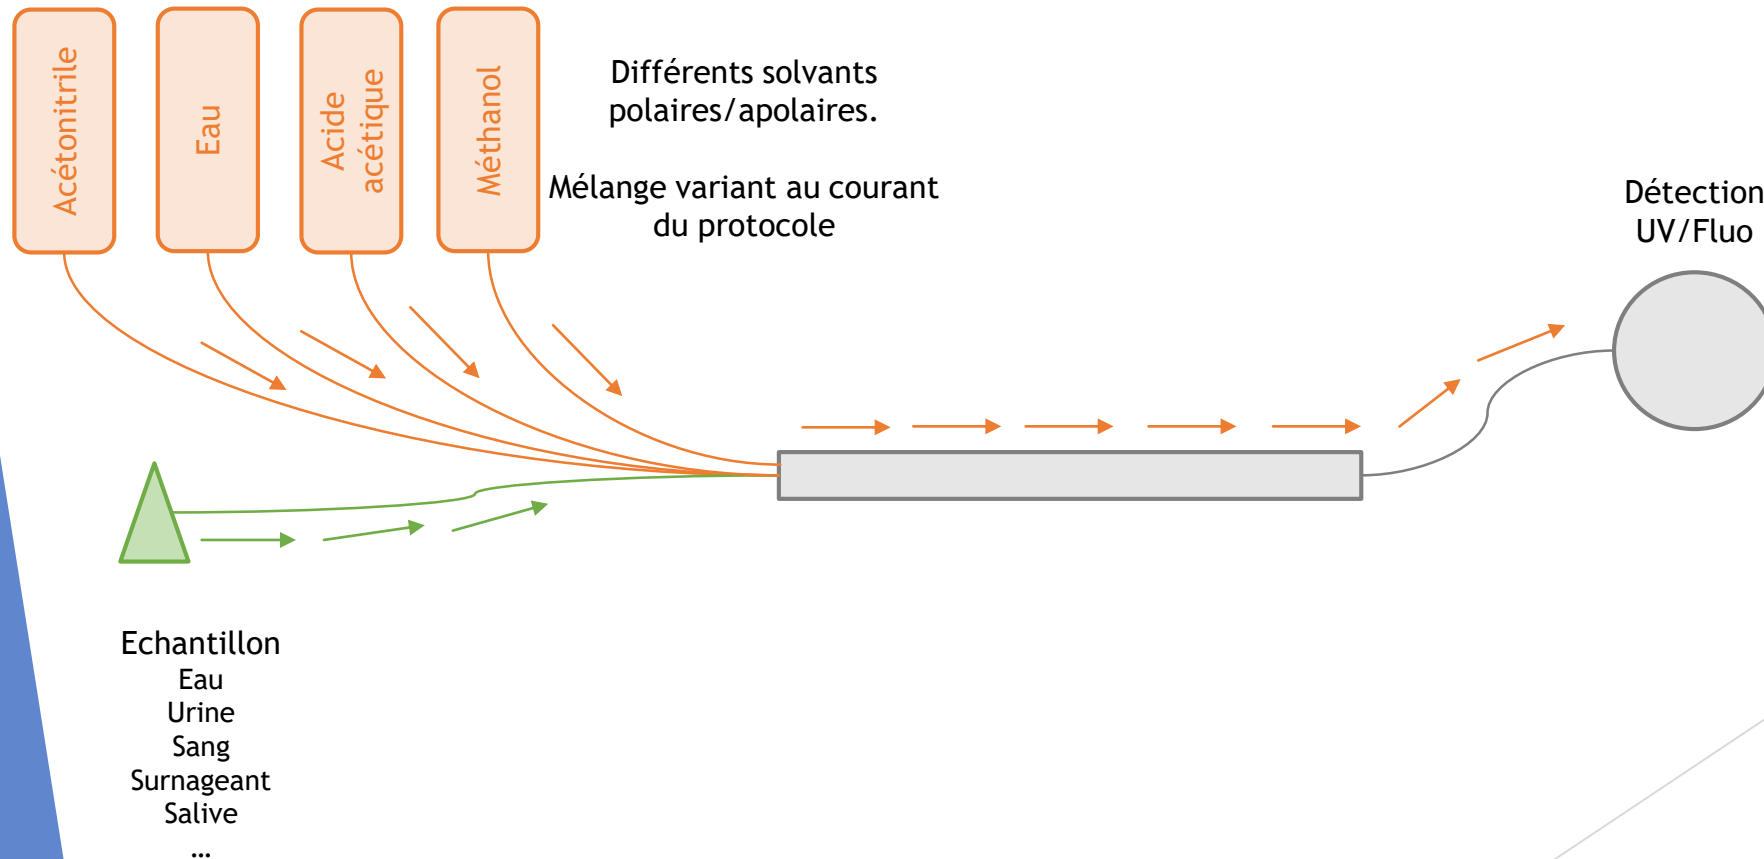 Acétonitrile
Eau
Acide
acétique
Méthanol
Différents solvants
polaires/apolaires.
Mélange variant au courant
du protocole
Détection
UV/Fluo
Echantillon
Eau
Urine
Sang
Surnageant
Salive
…